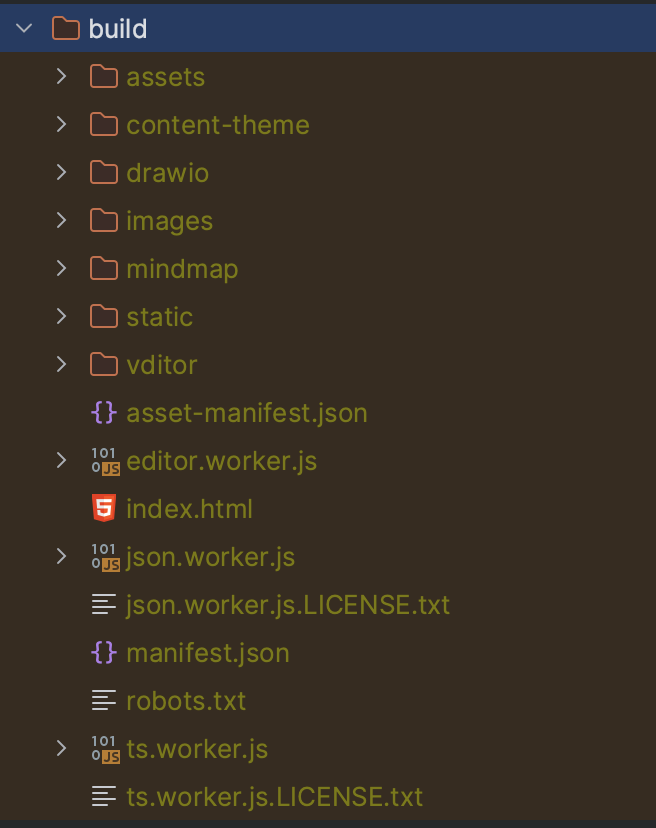 build
assets
content-theme
drawio
images
mindmap
static
vditor
{} asset-manifest.json
editor.worker.js
index.html
json.worker.js
json.worker.js.LICENSE.txt
{} manifest.json
robots.txt
ts.worker.js
ts.worker.js.LICENSE.txt